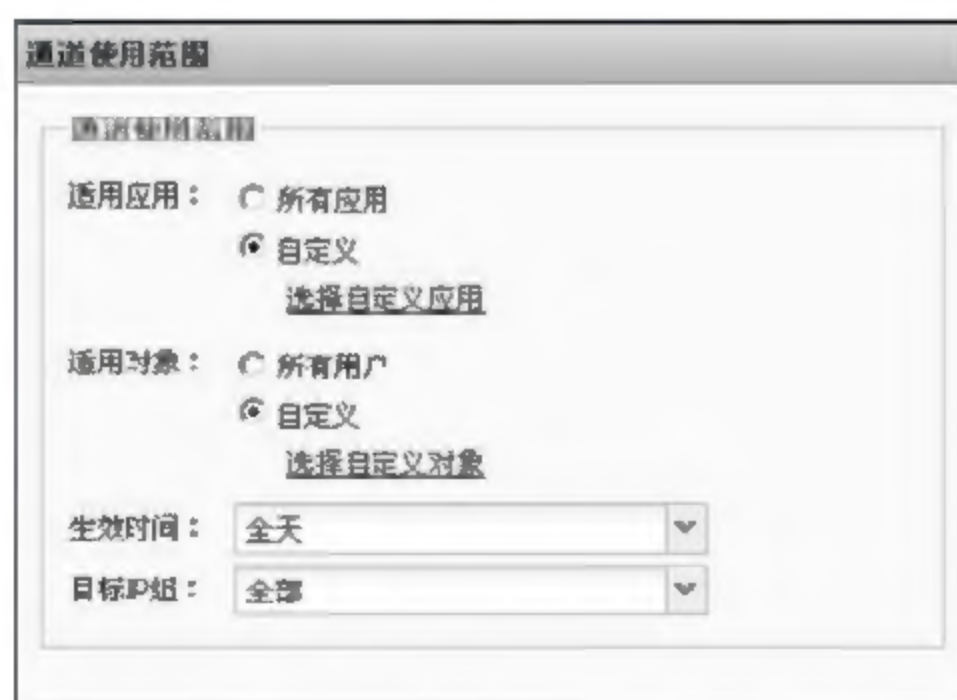 通道使用范围
通道使用范围
适用应用： 所有应用
自定义
选择自定义应用
适用对象： 所有用户
自定义
选择自定义对象
生效时间： 全天
目标IP组： 全部